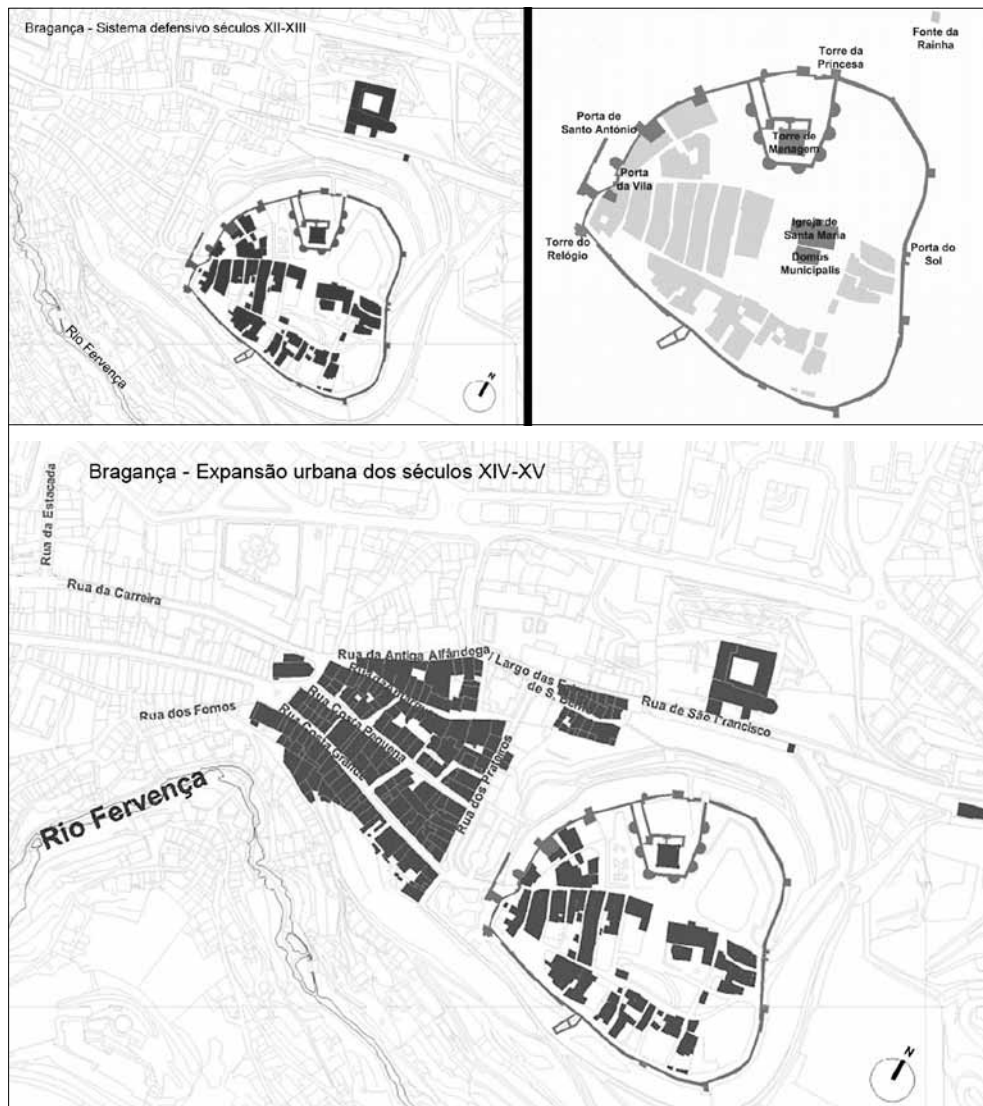 Bragança - Sistema defensivo séculos XII-XIII
Rio Fervença
N
Fonte da
Rainha
Torre da
Princesa
Porta de
Santo António
Torre de
Managem
Porta
da Vila
Igreja de
Santa Maria
Domus
Municipalis
Porta do
Sol
Torre do
Relógio
Bragança - Expansão urbana dos séculos XIV-XV
Rua da Estacada
Rua da Carreira
Rua da Antiga Alfândega
/ Largo das
de S.
Rua de São Francisco
Rua dos Fornos
Rua Costa Pequena
Rua Costa Grande
Rua dos Prateiros
Rio Fervença
N